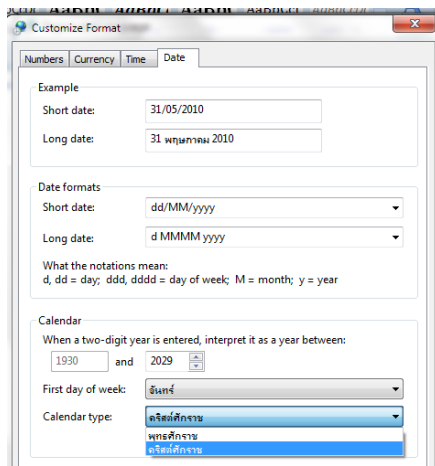 Customize Format
Numbers Currency Time Date
Example
Short date: 31/05/2010
Long date: 31 พฤษภาคม 2010
Date formats
Short date: dd/MM/yyyy
Long date: d MMMM yyyy
What the notations mean:
d, dd = day; ddd, dddd = day of week; M = month; y = year
Calendar
When a two-digit year is entered, interpret it as a year between:
1930 and 2029
First day of week: จันทร์
Calendar type: คริสต์ศักราช
พุทธศักราช
คริสต์ศักราช